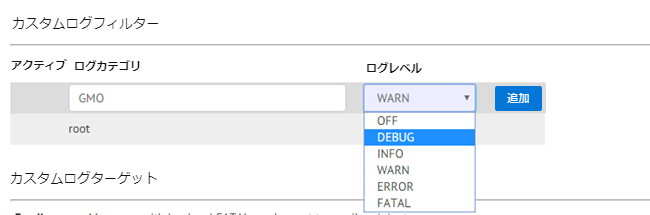 カスタムログフィルター
アクティブ ログカテゴリ ログレベル
GMO WARN 追加
root
OFF
DEBUG
INFO
WARN
ERROR
FATAL
カスタムログターゲット